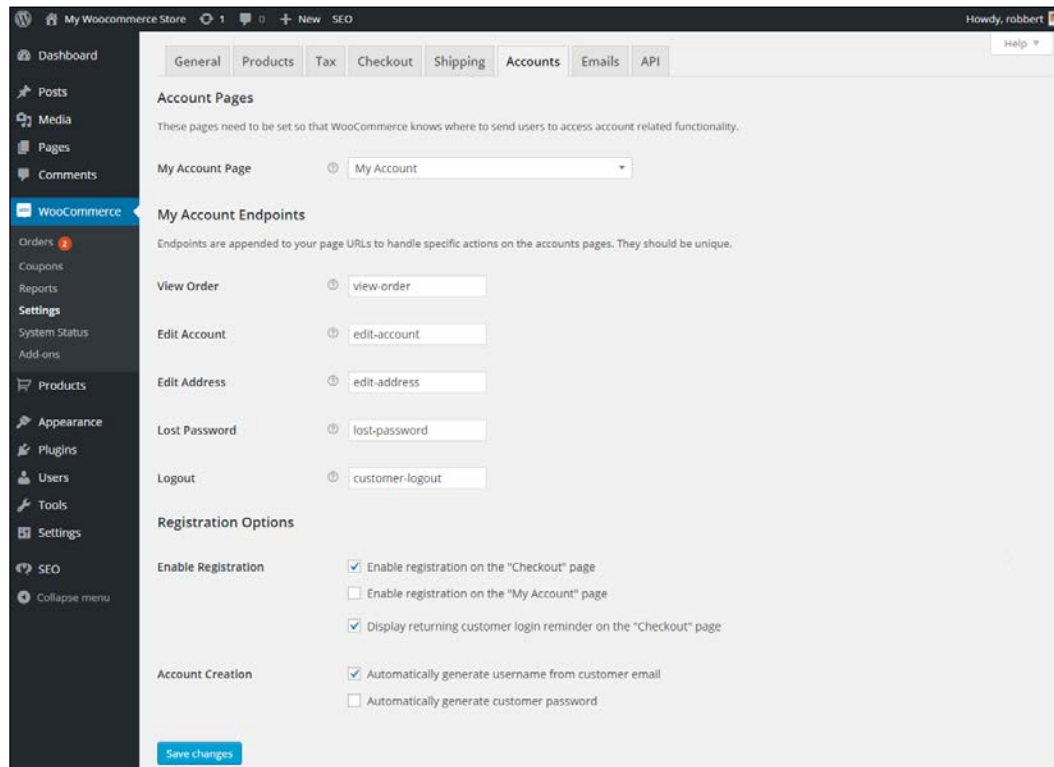 My Woocommerce Store 1 0 New SEO Howdy, robbert
Help
Dashboard
Posts
Media
Pages
Comments
WooCommerce
Orders 2
Coupons
Reports
Settings
System Status
Add-ons
Products
Appearance
Plugins
Users
Tools
Settings
SEO
Collapse menu
General Products Tax Checkout Shipping Accounts Emails API
Account Pages
These pages need to be set so that WooCommerce knows where to send users to access account related functionality.
My Account Page My Account
My Account Endpoints
Endpoints are appended to your page URLs to handle specific actions on the accounts pages. They should be unique.
View Order view-order
Edit Account edit-account
Edit Address edit-address
Lost Password lost-password
Logout customer-logout
Registration Options
Enable Registration Enable registration on the "Checkout" page
Enable registration on the "My Account" page
Display returning customer login reminder on the "Checkout" page
Account Creation Automatically generate username from customer email
Automatically generate customer password
Save changes